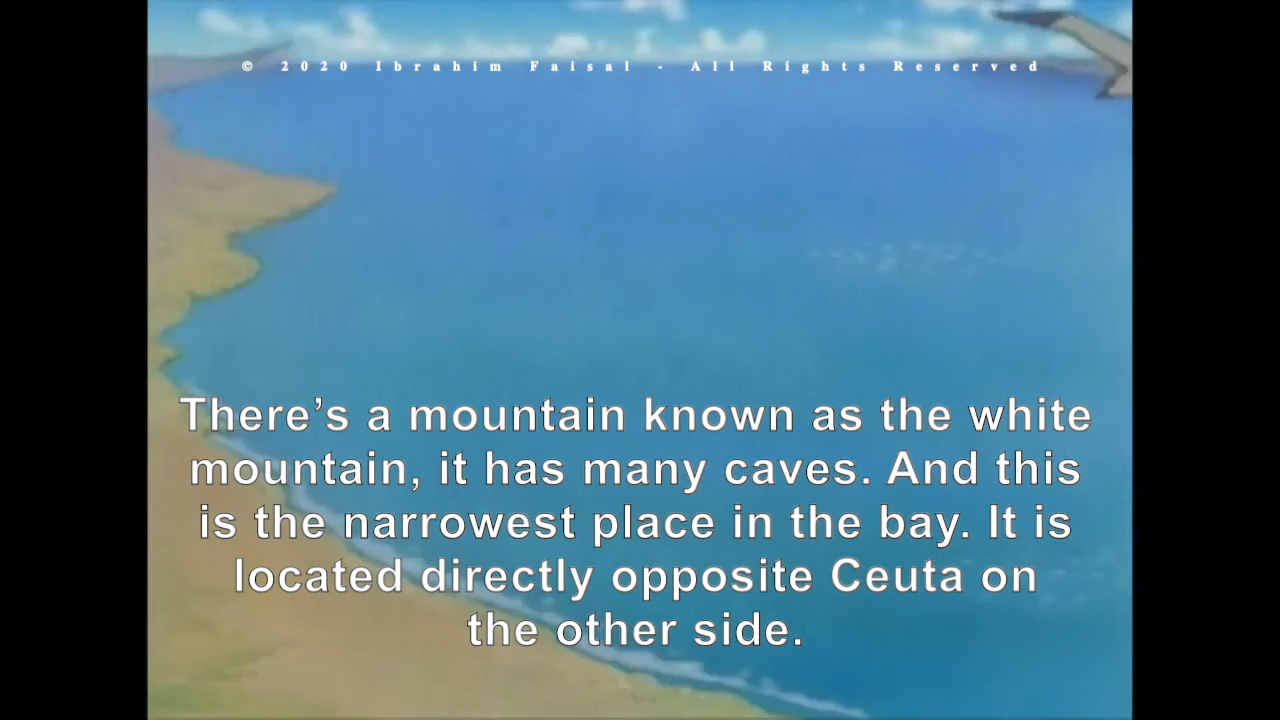 © 2020 Ibrahim Faisal - All Rights Reserved
There’s a mountain known as the white
mountain, it has many caves. And this
is the narrowest place in the bay. It is
located directly opposite Ceuta on
the other side.